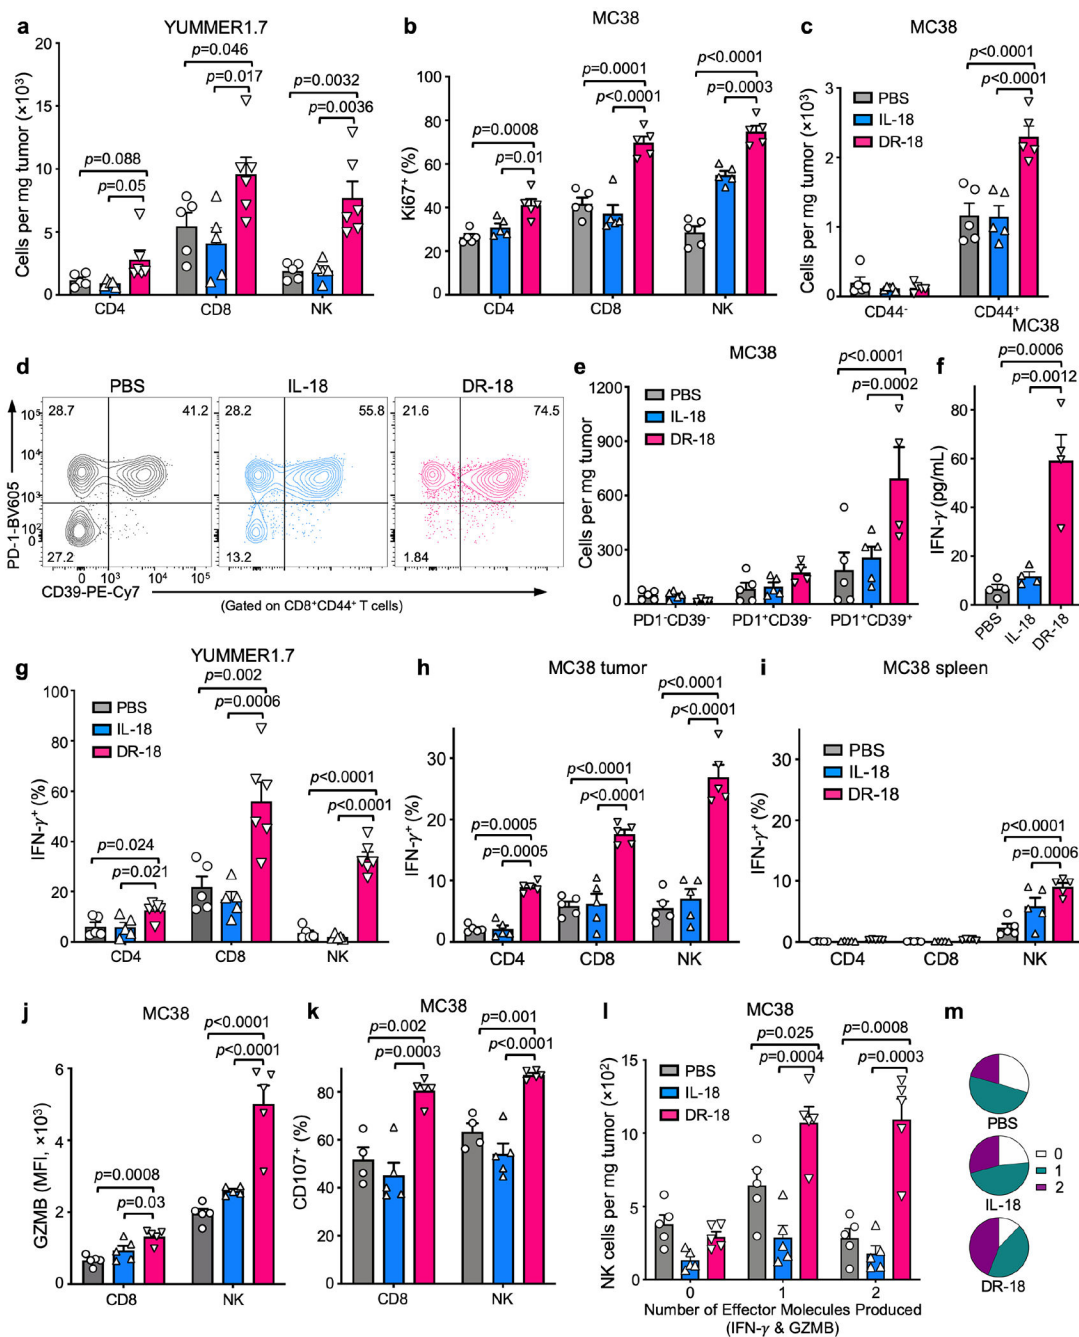 a
YUMMER1.7
Cells per mg tumor (×10³)
20
15
10
5
0
p=0.046
p=0.017
p=0.0032
p=0.0036
p=0.088
p=0.05
CD4
CD8
NK
b
MC38
Ki67⁺ (%)
100
80
60
40
20
p<0.0001
p=0.0001
p=0.0003
p<0.0001
p=0.0008
p=0.01
CD4
CD8
NK
c
MC38
Cells per mg tumor (×10³)
3
2
1
0
PBS
IL-18
DR-18
p<0.0001
p<0.0001
CD44⁻
CD44⁺
d
PBS
IL-18
DR-18
28.7
41.2
28.2
55.8
21.6
74.5
27.2
13.2
1.84
PD-1-BV605
10⁵
10⁴
10³
10²
0
0
10³
10⁴
10⁵
CD39-PE-Cy7
(Gated on CD8⁺CD44⁺ T cells)
e
MC38
Cells per mg tumor
1200
900
600
300
0
PBS
IL-18
DR-18
p<0.0001
p=0.0002
PD1⁻CD39⁻
PD1⁺CD39⁻
PD1⁺CD39⁺
f
MC38
IFN-γ (pg/mL)
80
60
40
20
0
p=0.0006
p=0.0012
PBS
IL-18
DR-18
g
YUMMER1.7
IFN-γ⁺ (%)
100
80
60
40
20
0
PBS
IL-18
DR-18
p=0.002
p=0.0006
p<0.0001
p<0.0001
p=0.024
p=0.021
CD4
CD8
NK
h
MC38 tumor
IFN-γ⁺ (%)
30
20
10
0
p<0.0001
p<0.0001
p<0.0001
p<0.0001
p=0.0005
p=0.0005
CD4
CD8
NK
i
MC38 spleen
IFN-γ⁺ (%)
30
20
10
0
PBS
IL-18
DR-18
p<0.0001
p=0.0006
CD4
CD8
NK
j
MC38
GZMB (MFI, ×10³)
6
4
2
0
p<0.0001
p<0.0001
p=0.0008
p=0.03
CD8
NK
k
MC38
CD107⁺ (%)
100
80
60
40
20
0
p=0.002
p=0.0003
p=0.001
p<0.0001
CD8
NK
l
MC38
NK cells per mg tumor (×10²)
15
10
5
0
PBS
IL-18
DR-18
p=0.025
p=0.0004
p=0.0008
p=0.0003
0
1
2
Number of Effector Molecules Produced
(IFN-γ & GZMB)
m
PBS
IL-18
DR-18
0
1
2